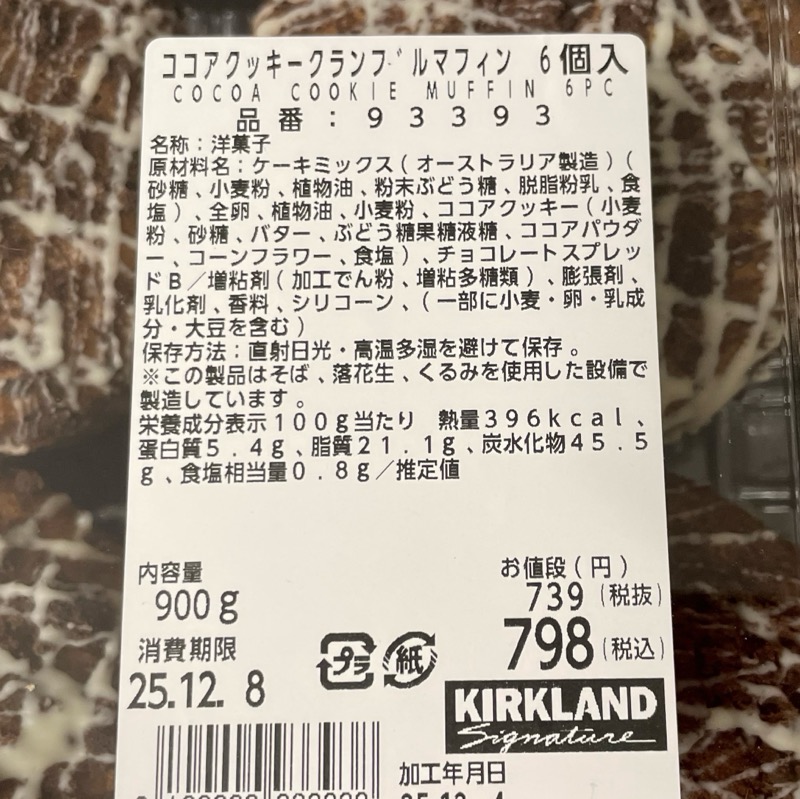 ココアクッキークランブルマフィン 6個入
COCOA COOKIE MUFFIN 6PC
品番：93393
名称：洋菓子
原材料名：ケーキミックス（オーストラリア製造）（
砂糖、小麦粉、植物油、粉末ぶどう糖、脱脂粉乳、食
塩）、全卵、植物油、小麦粉、ココアクッキー（小麦
粉、砂糖、バター、ぶどう糖果糖液糖、ココアパウダ
ー、コーンフラワー、食塩）、チョコレートスプレッ
ドB／増粘剤（加工でん粉、増粘多糖類）、膨張剤、
乳化剤、香料、シリコーン、（一部に小麦・卵・乳成
分・大豆を含む）
保存方法：直射日光・高温多湿を避けて保存。
※この製品はそば、落花生、くるみを使用した設備で
製造しています。
栄養成分表示100g当たり 熱量396kcal、
蛋白質5.4g、脂質21.1g、炭水化物45.5
g、食塩相当量0.8g／推定値
内容量
900g
お値段（円）
739（税抜）
798（税込）
消費期限
25.12. 8
プラ
紙
KIRKLAND
Signature
加工年月日
25.12. 4